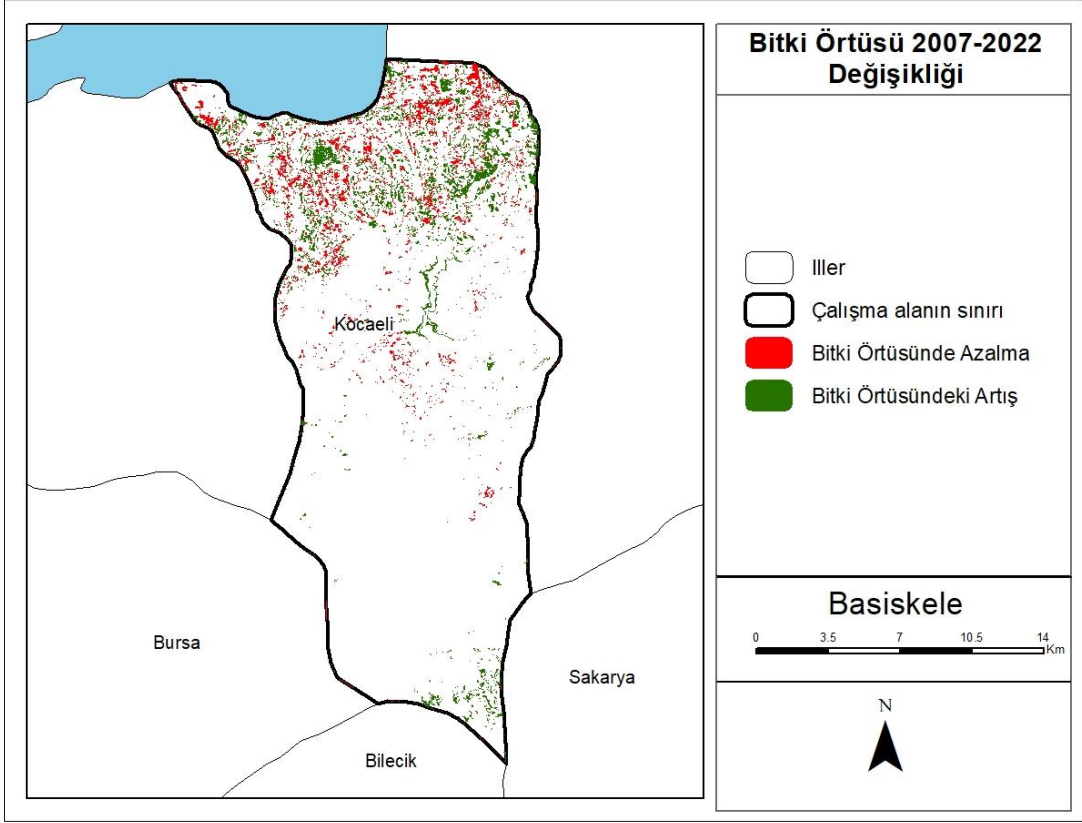 Bitki Örtüsü 2007-2022
Değişikliği
Iller
Çalışma alanın sınırı
Bitki Örtüsünde Azalma
Bitki Örtüsündeki Artış
Basiskele
0 3.5 7 10.5 14
Km
N
Kocaeli
Bursa
Sakarya
Bilecik